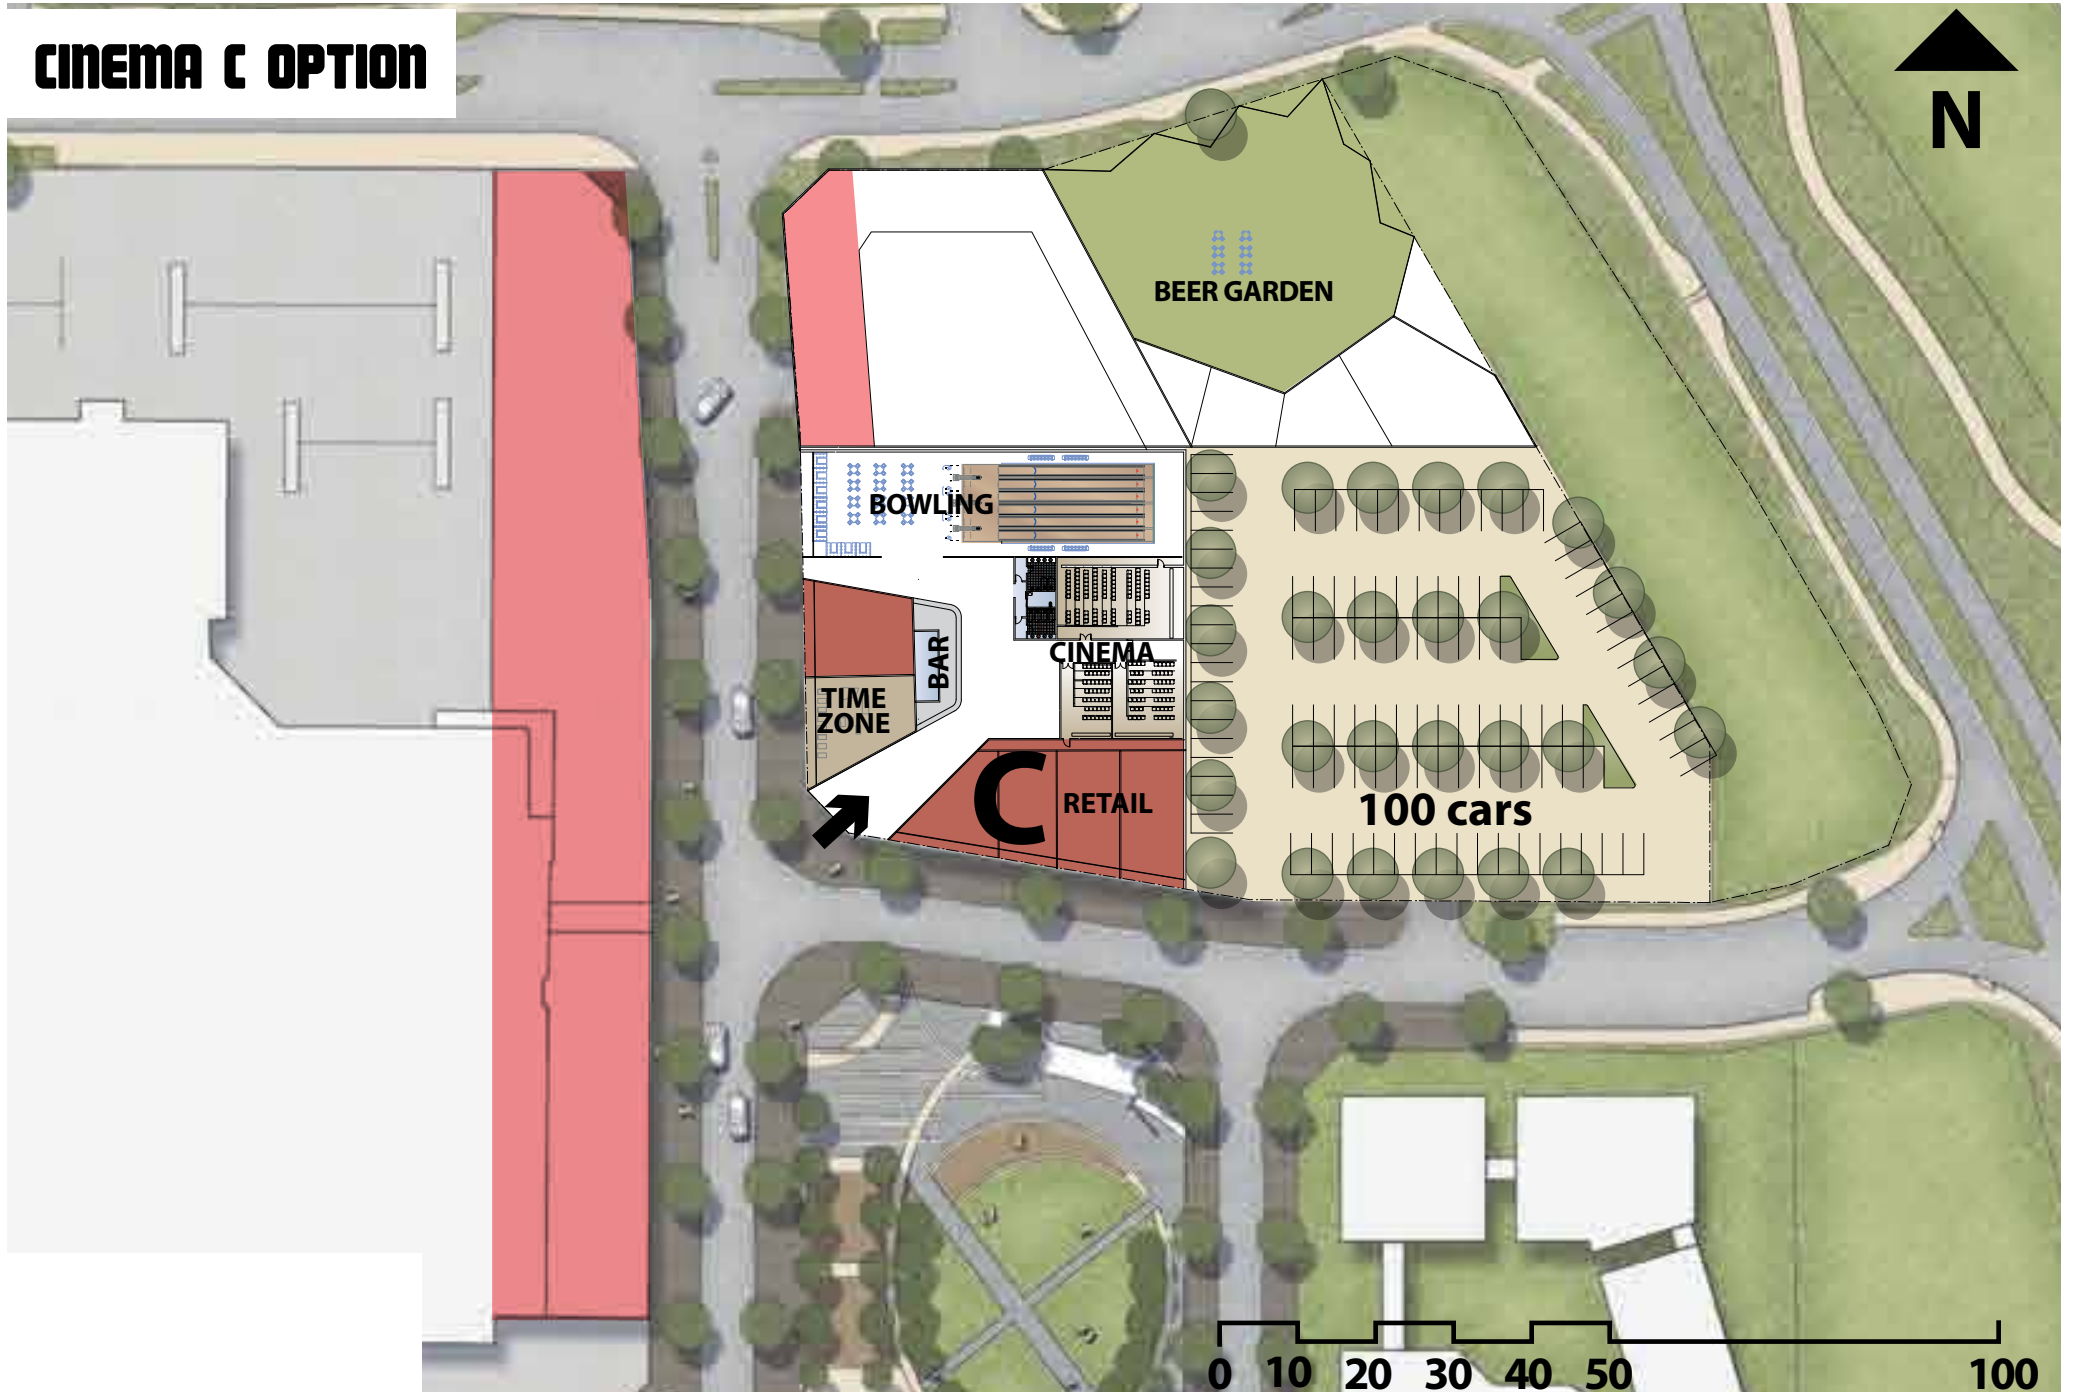 CINEMA C OPTION
N
BEER GARDEN
BOWLING
BAR
CINEMA
TIME
ZONE
C
RETAIL
100 cars
0 10 20 30 40 50 100